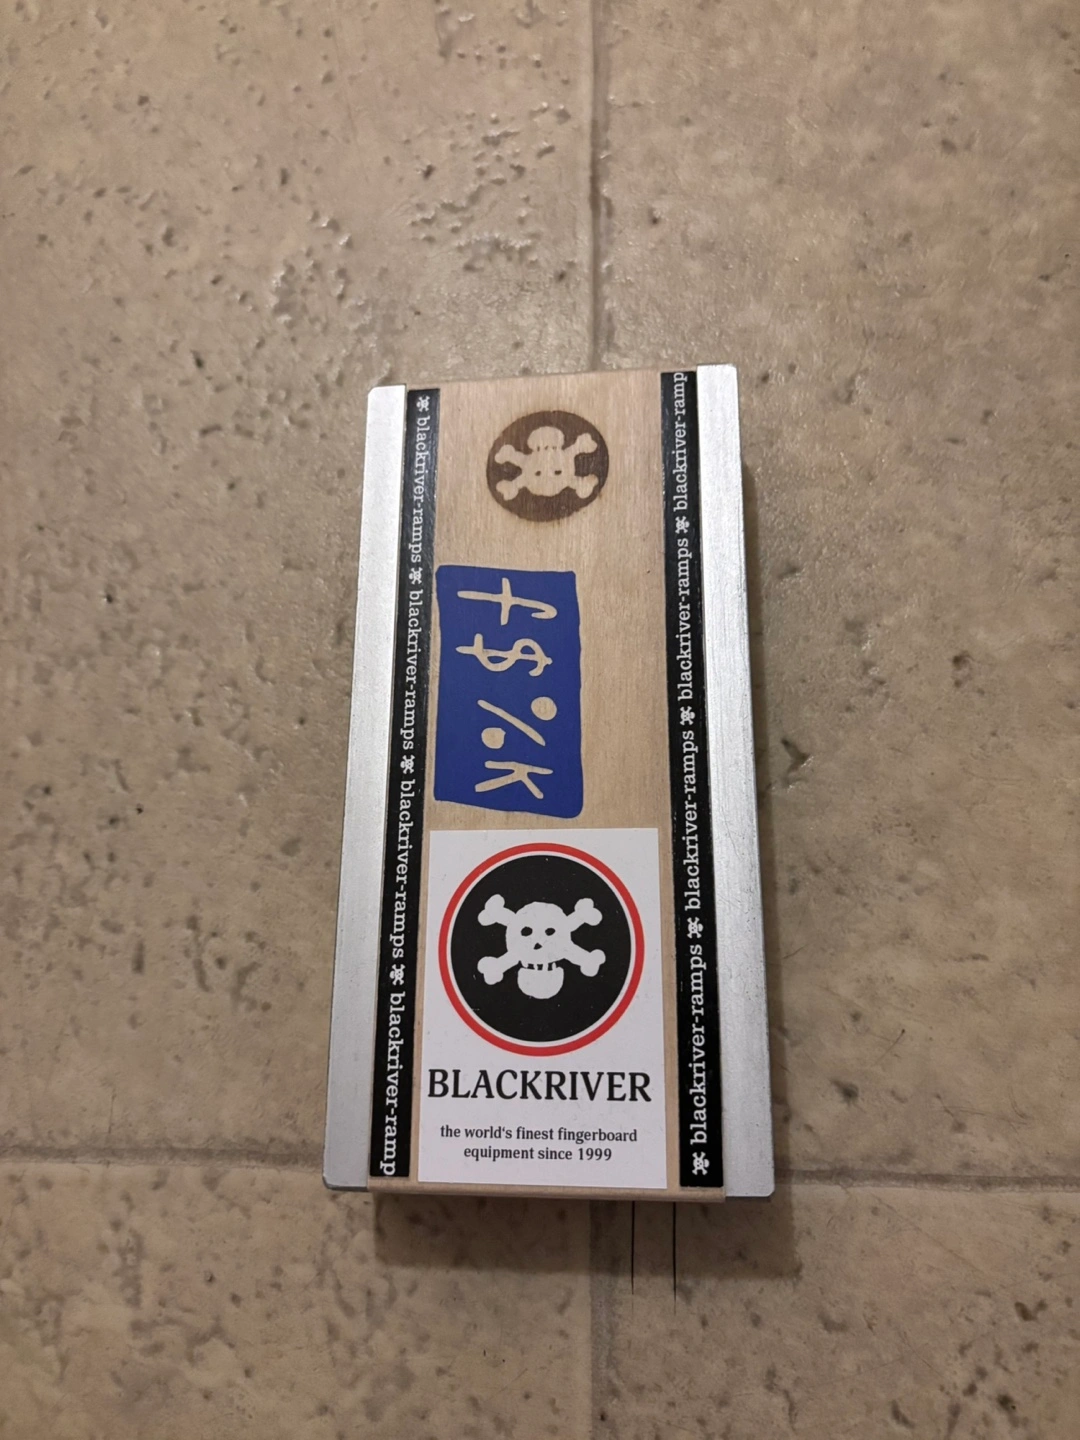 blackriver-ramps blackriver-ramps blackriver-ramps blackriver-ramp
f$%K
BLACKRIVER
the world's finest fingerboard
equipment since 1999
blackriver-ramps blackriver-ramps blackriver-ramps blackriver-ramp